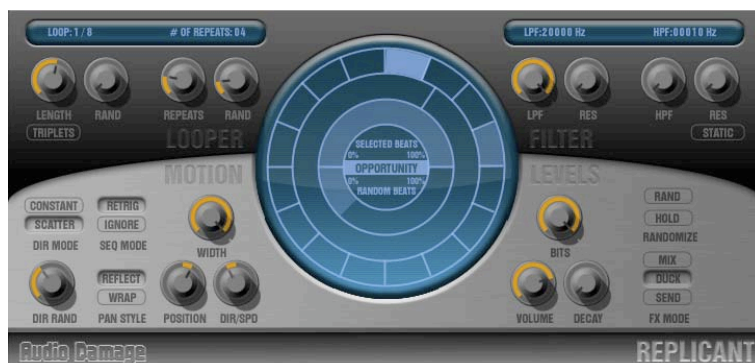 LOOP: 1 / 8 # OF REPEATS: 04
LPF:20000 Hz HPF:00010 Hz
LENGTH RAND REPEATS RAND
TRIPLETS
LOOPER
LPF RES HPF RES
FILTER
STATIC
SELECTED BEATS
0% 100%
OPPORTUNITY
0% 100%
RANDOM BEATS
MOTION
CONSTANT RETRIG
SCATTER IGNORE
DIR MODE SEQ MODE
WIDTH
REFLECT
WRAP
DIR RAND PAN STYLE POSITION DIR/SPD
LEVELS
RAND
HOLD
RANDOMIZE
BITS
MIX
DUCK
SEND
VOLUME DECAY FX MODE
Audio Damage
REPLICANT